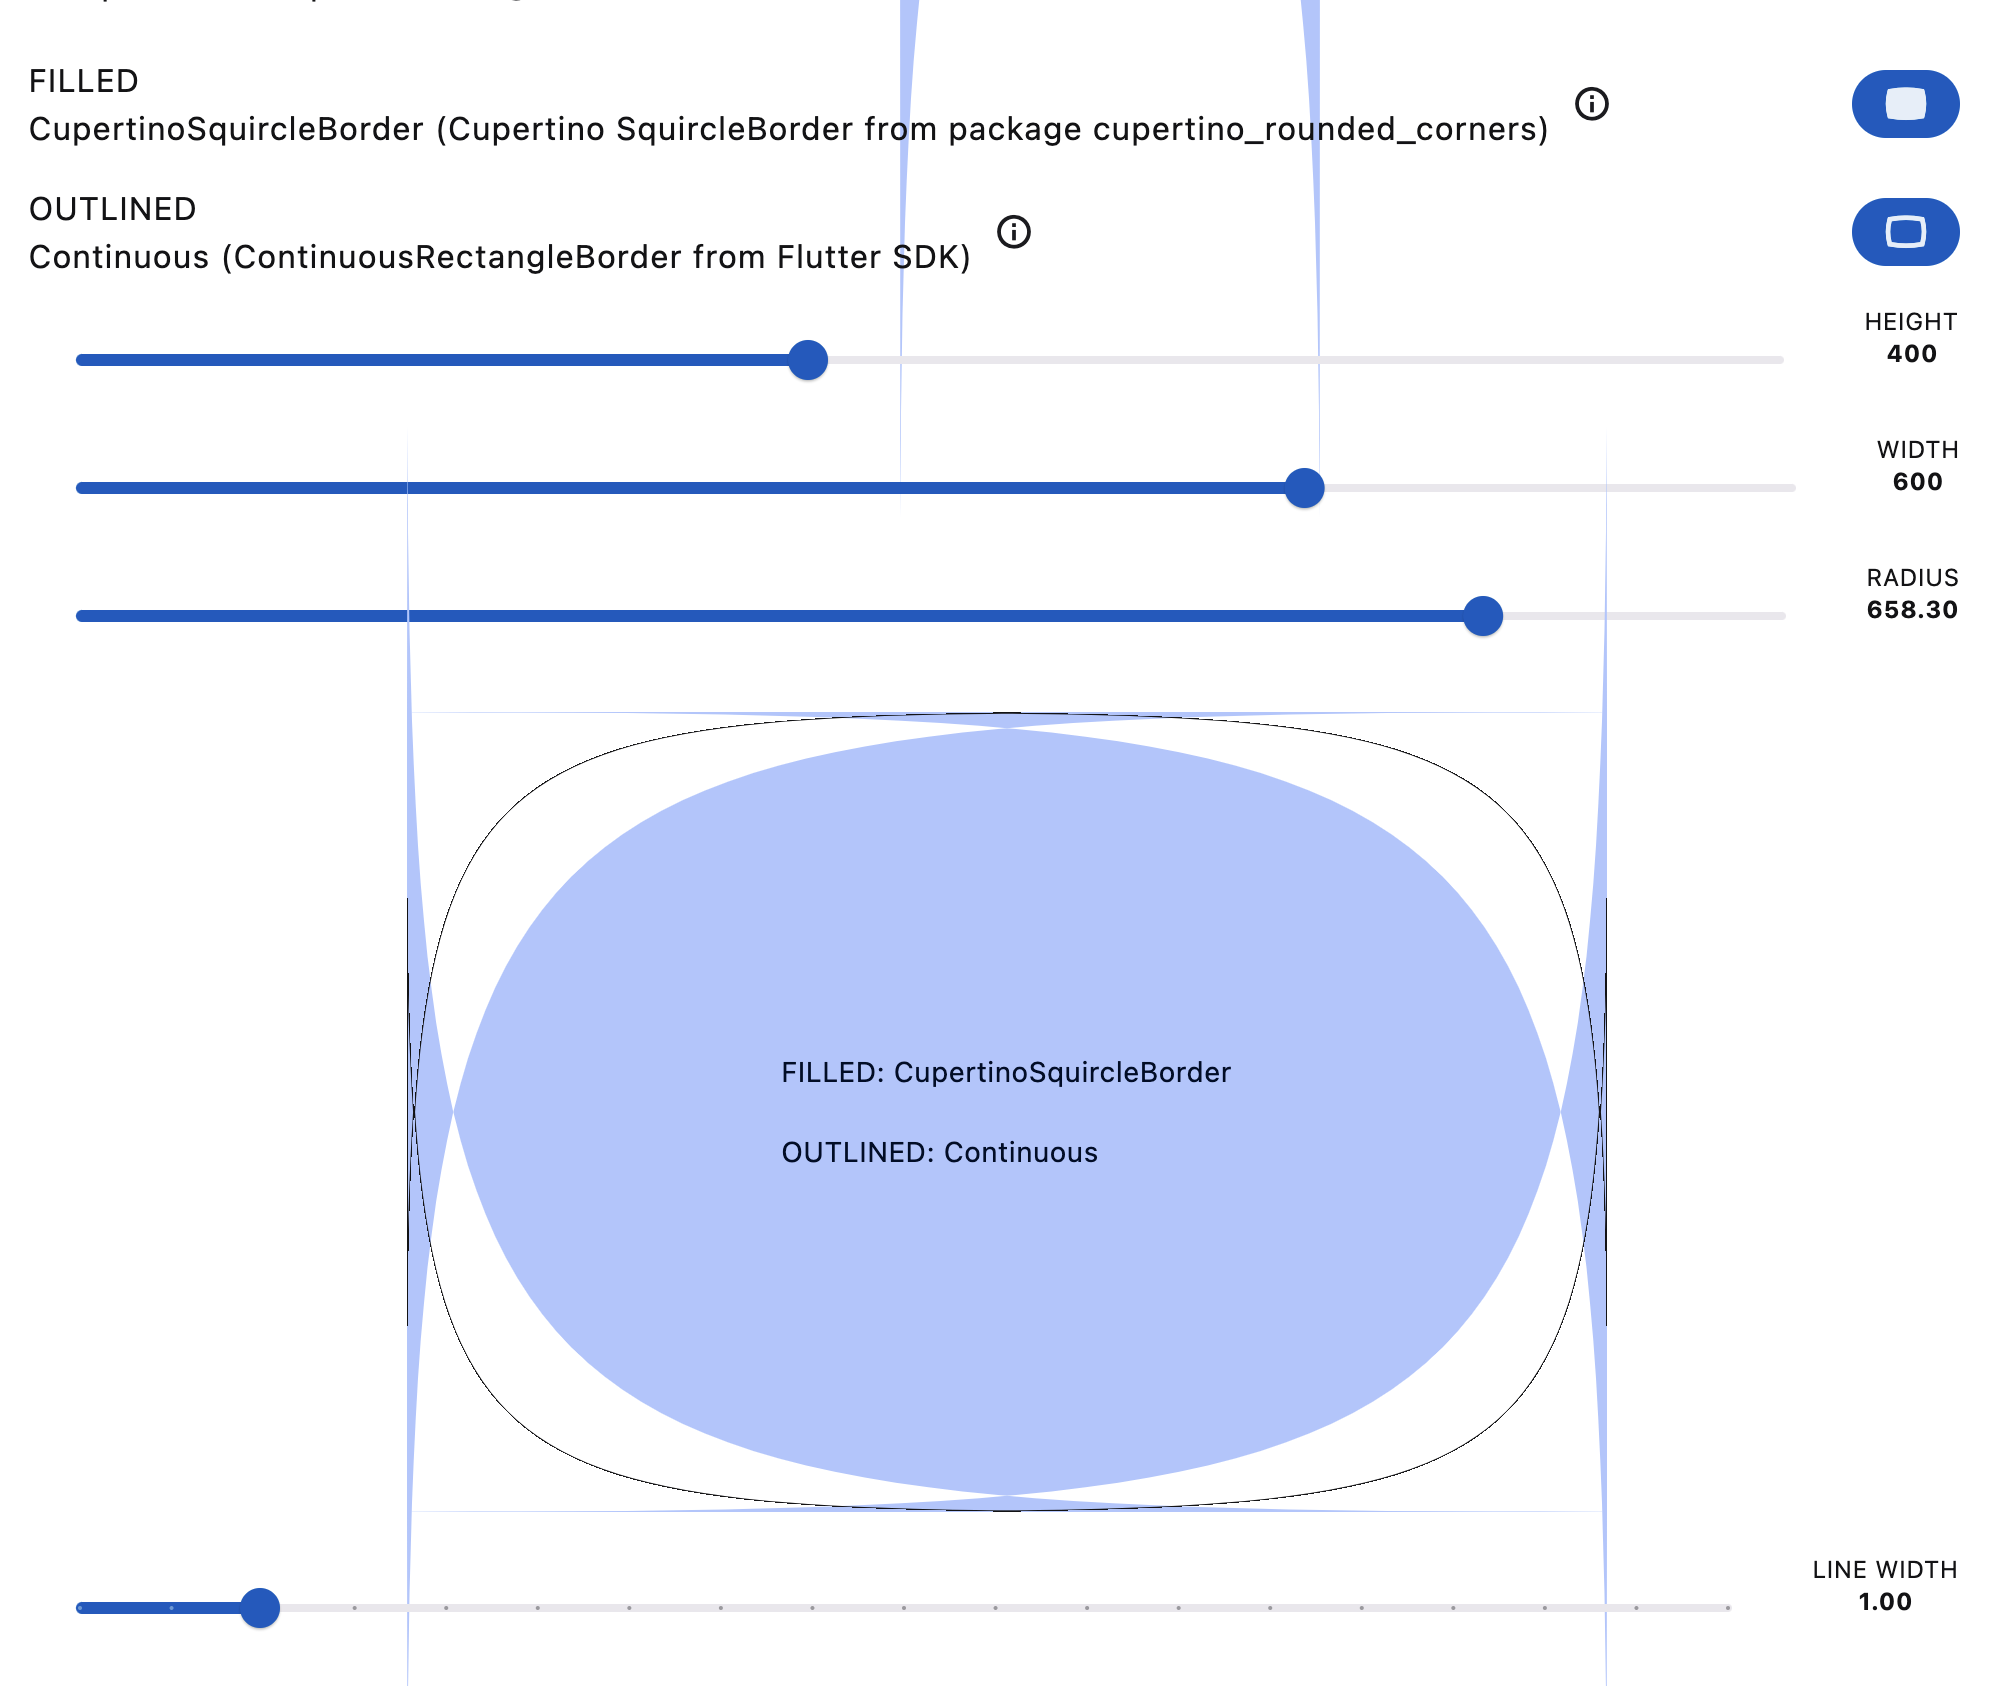 FILLED
CupertinoSquircleBorder (Cupertino SquircleBorder from package cupertino_rounded_corners)
OUTLINED
Continuous (ContinuousRectangleBorder from Flutter SDK)
HEIGHT
400
WIDTH
600
RADIUS
658.30
FILLED: CupertinoSquircleBorder
OUTLINED: Continuous
LINE WIDTH
1.00